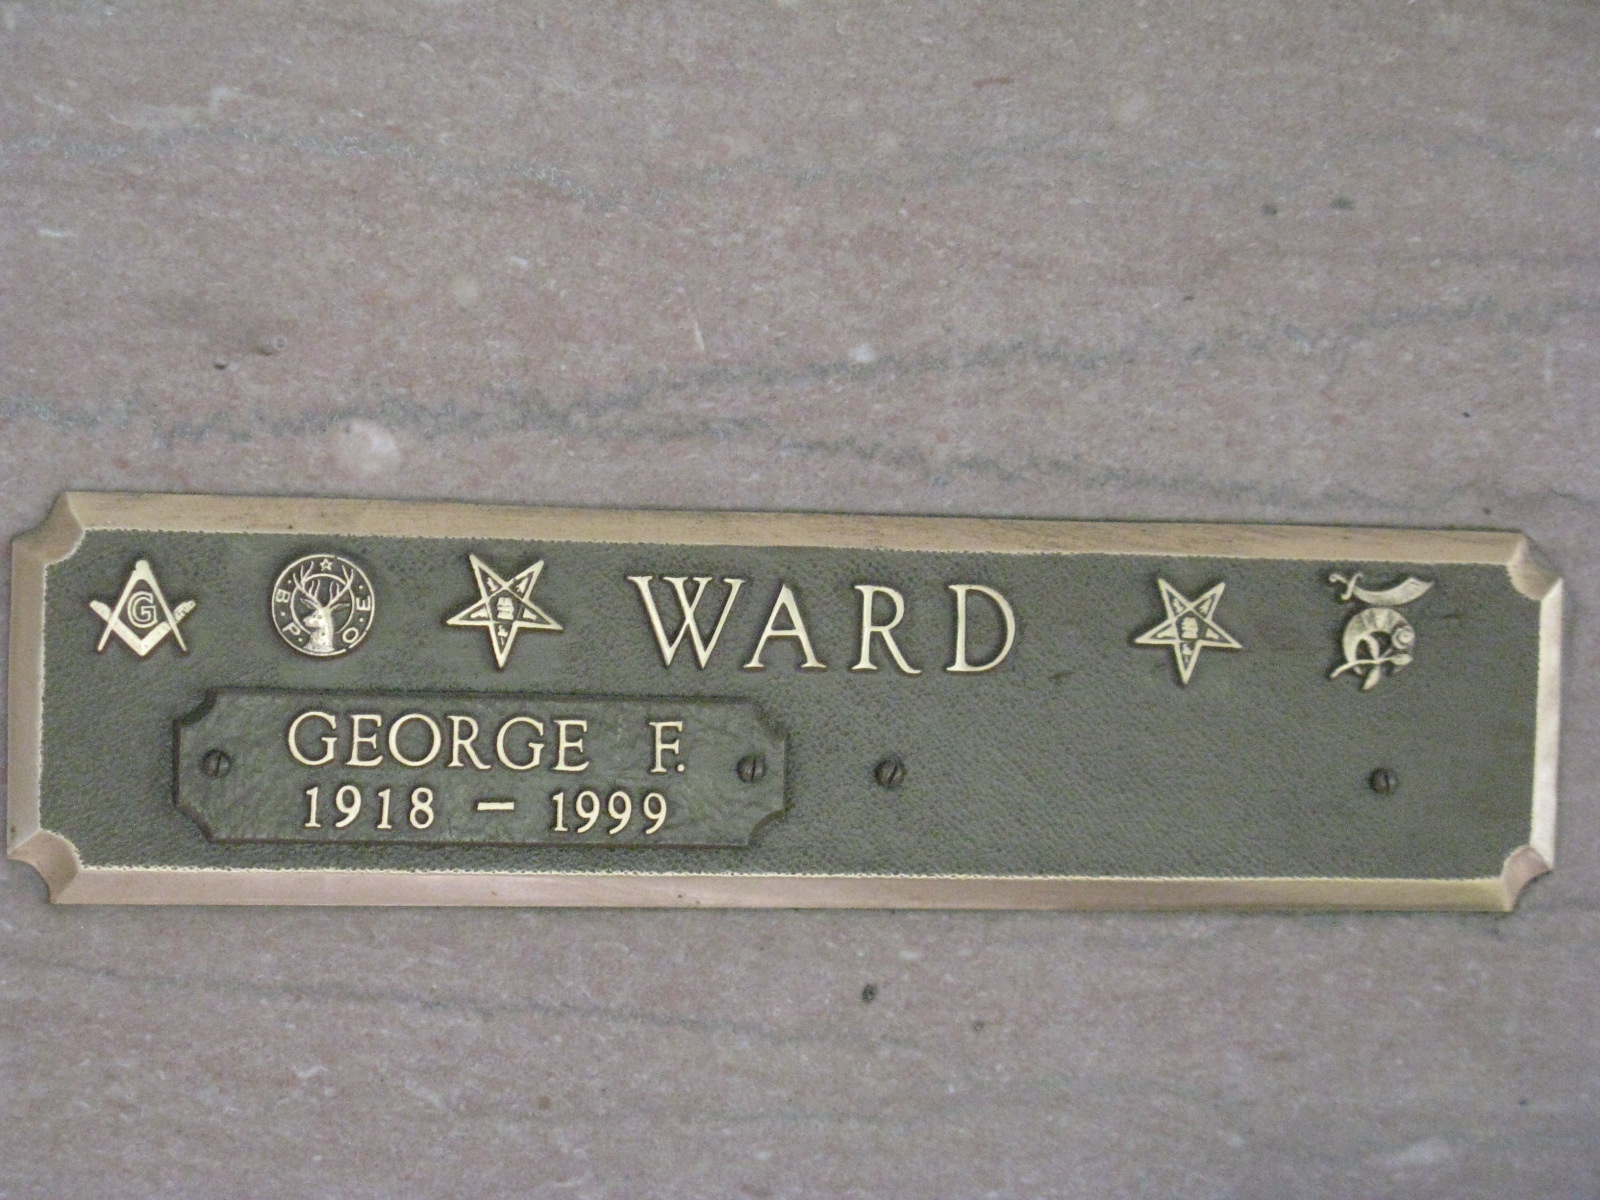 G
B.P.O.E.
WARD
GEORGE F.
1918 – 1999